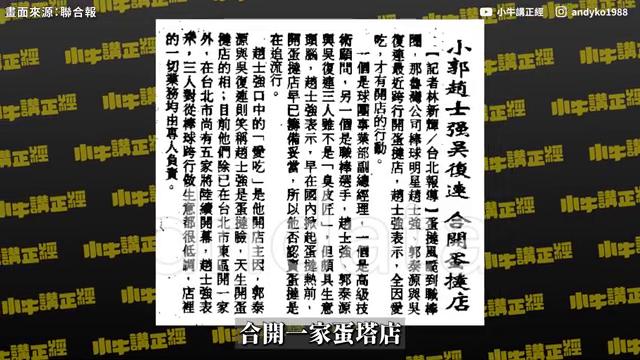 畫面來源:聯合報
小牛講正經
andyko1988
小郭趙士强吳復連 合開蛋撻店
【記者林新輝/台北報導】蛋撻風颳到職棒
圈,那魯灣公司棒球明星趙士強、郭泰源與吳
復連最近跨行開蛋撻店,趙士強表示,全因愛
吃,才有開店的行動。
一個是球團事業部副總經理、一個是高級技
術顧問,另一個是職棒選手,趙士強、郭泰源
與吳復連三人雖不是「臭皮匠」,但頗具生意
頭腦,趙士強表示,早在國內掀起蛋撻熱前,
開蛋撻店早已籌備妥當,所以他否認賣蛋撻是
在追流行。
趙士強口中的「愛吃」是他開店主因,郭泰
源與吳復連則笑稱趙士強是蛋撻臉,天生開蛋
撻店的相;目前他們除已在台北市東區開一家
外,在台北市尚有五家將陸續開幕,趙士強表
示,三人對從棒球跨行做生意都很低調,店裡
的一切業務均由專人負責。
合開一家蛋塔店